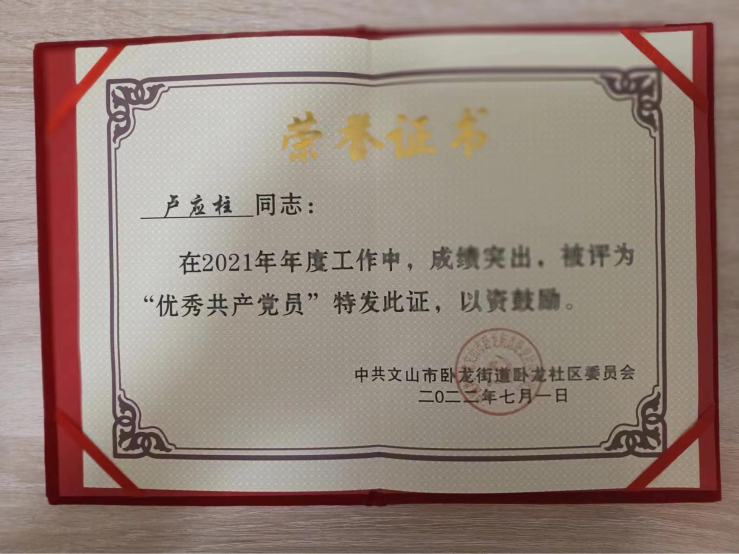 荣誉证书
卢应柱 同志：
在2021年年度工作中，成绩突出，被评为
“优秀共产党员”特发此证，以资鼓励。
中共文山市卧龙街道卧龙社区委员会
二〇二二年七月一日